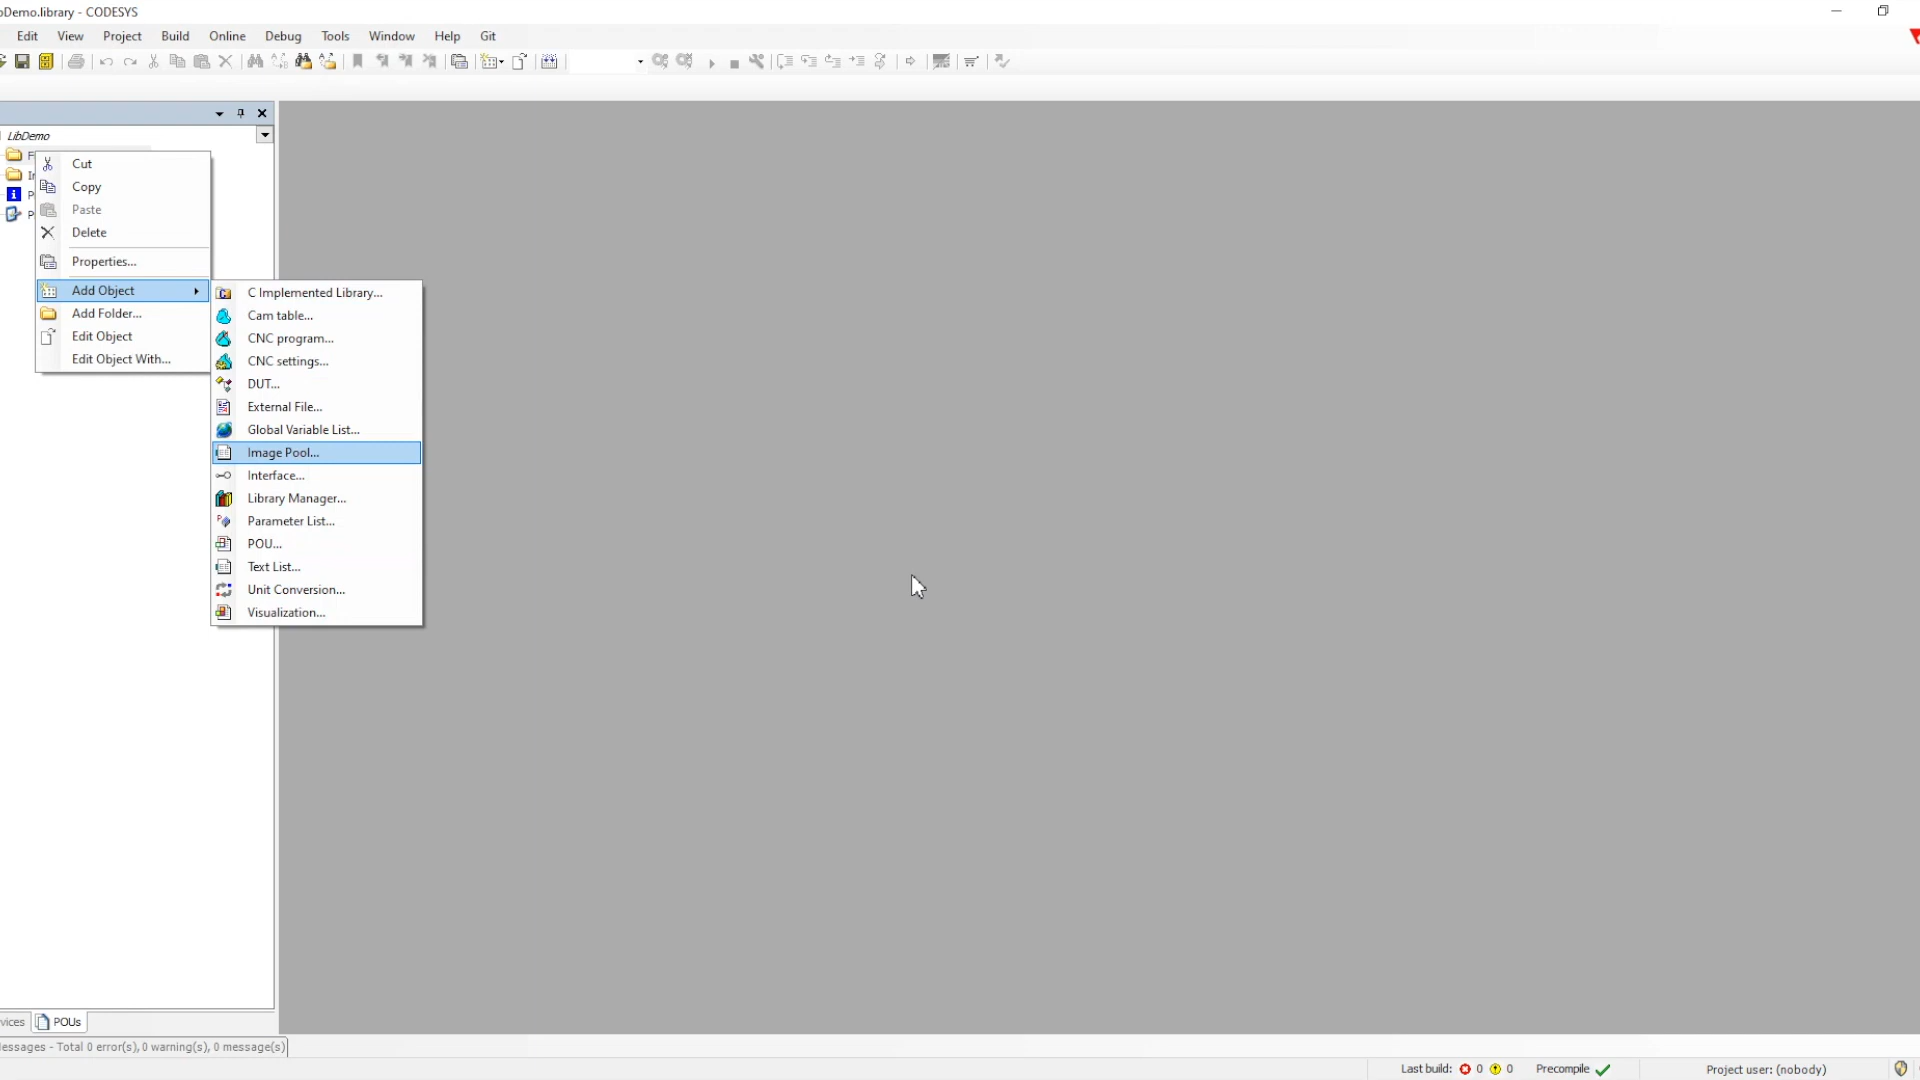 bDemo.library - CODESYS
Edit View Project Build Online Debug Tools Window Help Git
LibDemo
F
Cut
Copy
Paste
Delete
Properties...
Add Object
Add Folder...
Edit Object
Edit Object With...
C Implemented Library...
Cam table...
CNC program...
CNC settings...
DUT...
External File...
Global Variable List...
Image Pool...
Interface...
Library Manager...
Parameter List...
POU...
Text List...
Unit Conversion...
Visualization...
vices POUs
essages - Total 0 error(s), 0 warning(s), 0 message(s)
Last build: 0 0 Precompile Project user: (nobody)